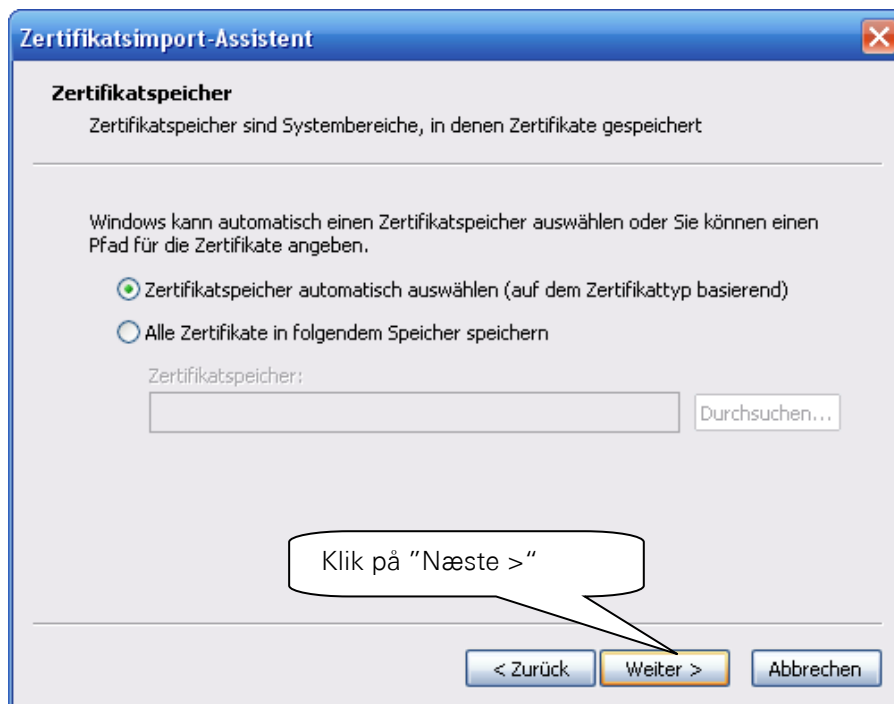 Zertifikatsimport-Assistent
Zertifikatspeicher
Zertifikatspeicher sind Systembereiche, in denen Zertifikate gespeichert
Windows kann automatisch einen Zertifikatspeicher auswählen oder Sie können einen
Pfad für die Zertifikate angeben.
Zertifikatspeicher automatisch auswählen (auf dem Zertifikattyp basierend)
Alle Zertifikate in folgendem Speicher speichern
Zertifikatspeicher:
Durchsuchen...
Klik på ”Næste >“
< Zurück
Weiter >
Abbrechen